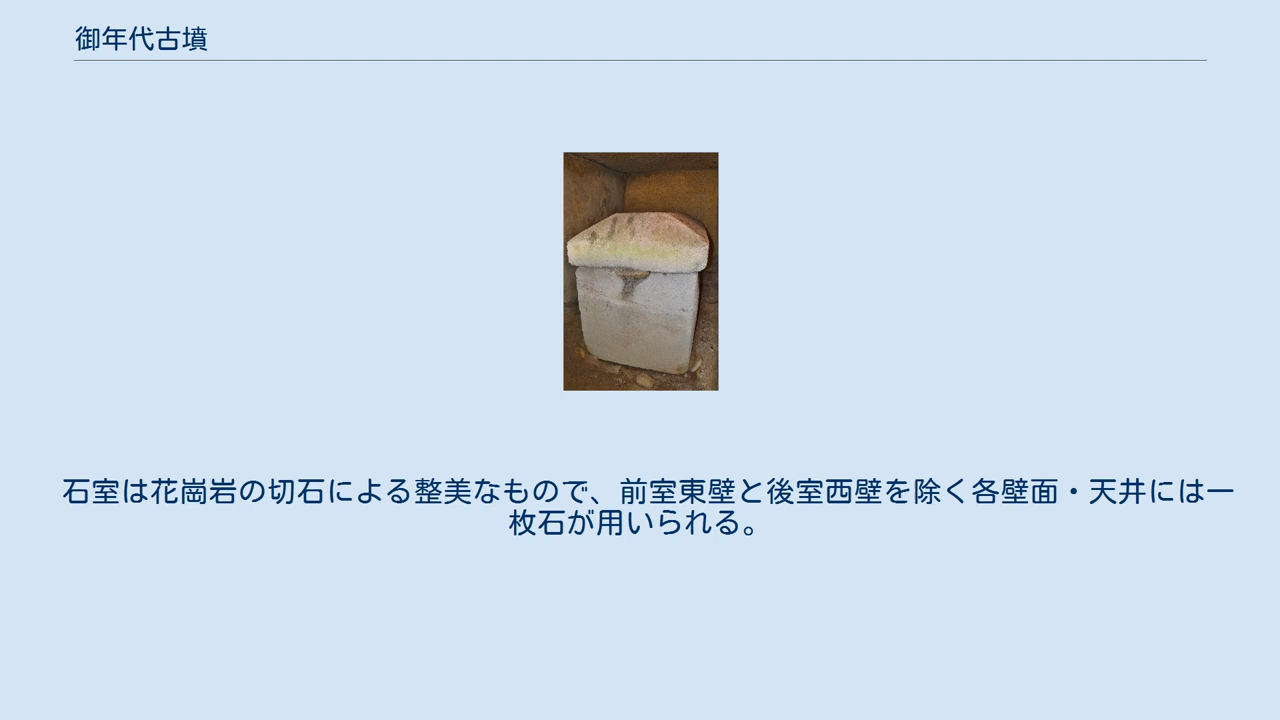 御年代古墳
石室は花崗岩の切石による整美なもので、前室東壁と後室西壁を除く各壁面・天井には一
枚石が用いられる。